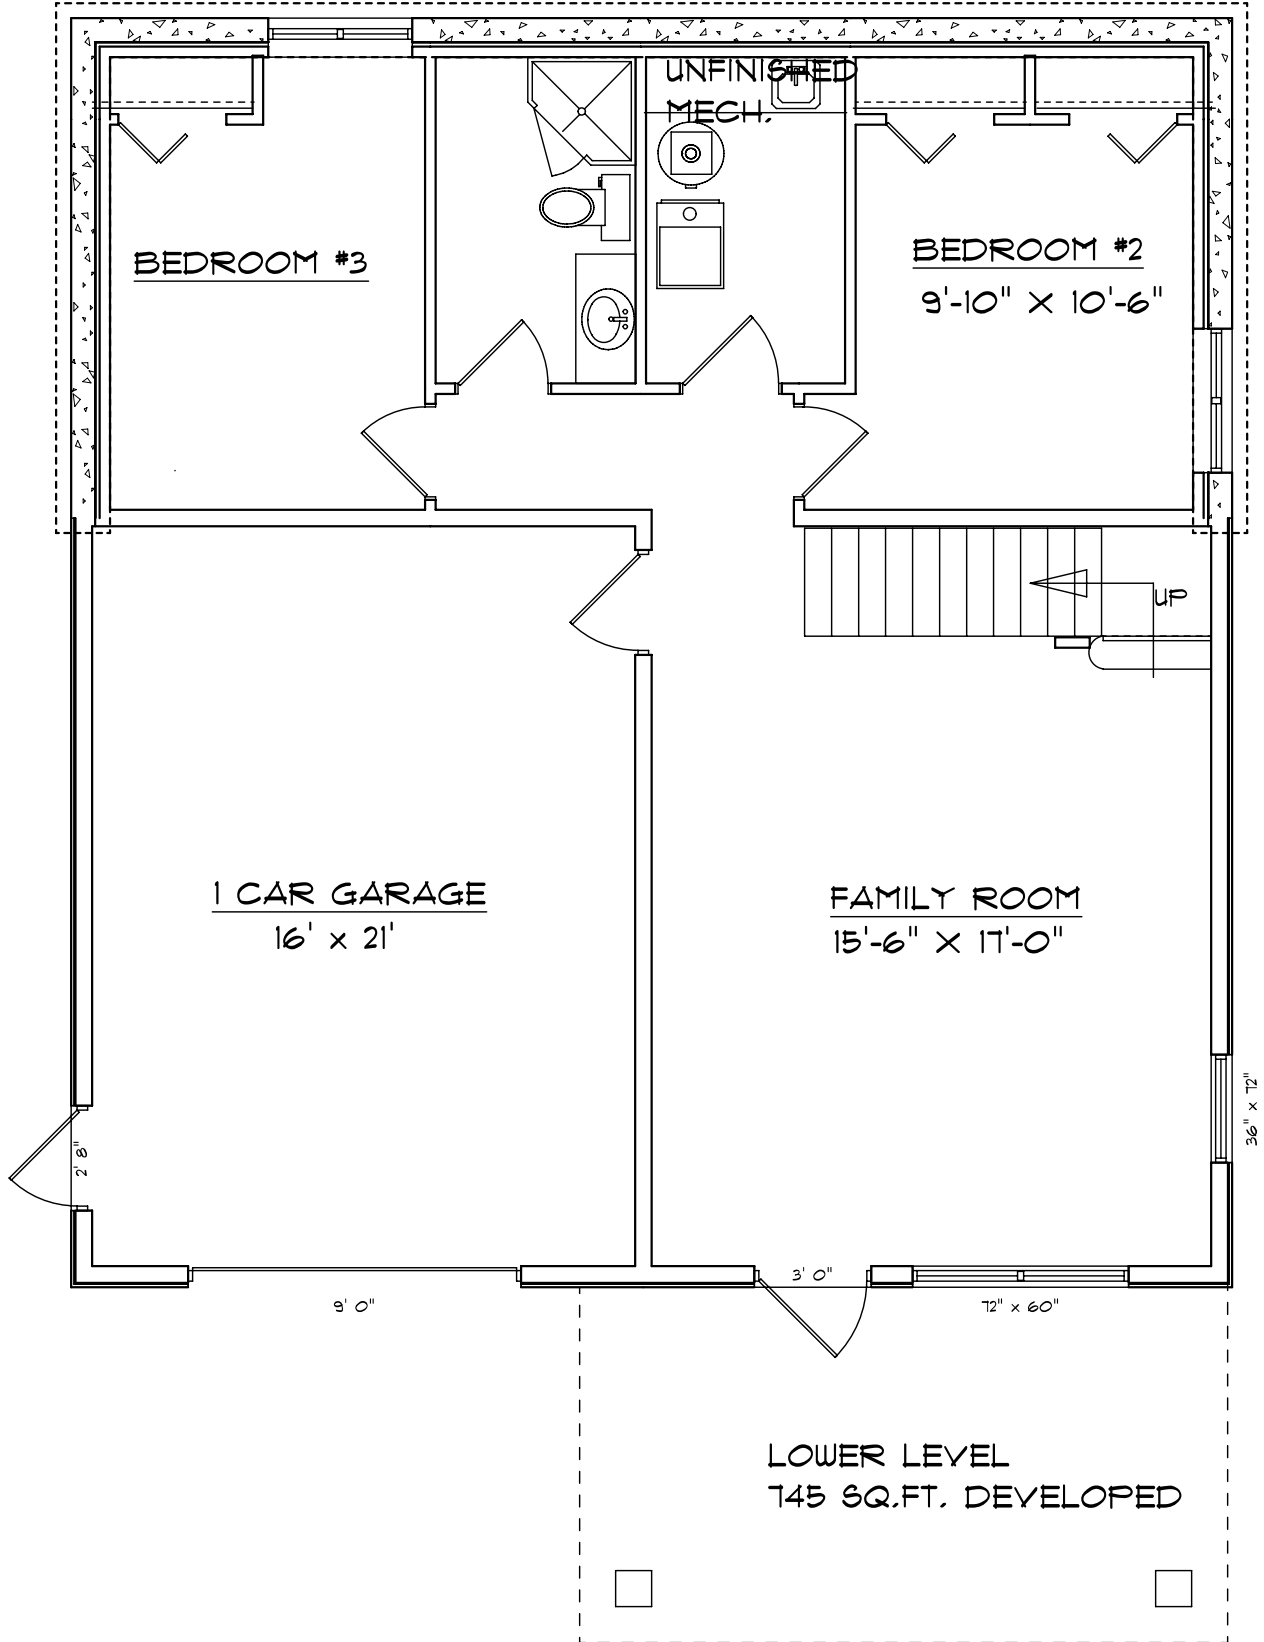 UNFINISHED
MECH.
BEDROOM #3
BEDROOM #2
9'-10" X 10'-6"
UP
1 CAR GARAGE
16' x 21'
FAMILY ROOM
15'-6" X 17'-0"
36" x 72"
2' 8"
3' 0"
9' 0"
72" x 60"
LOWER LEVEL
745 SQ.FT. DEVELOPED